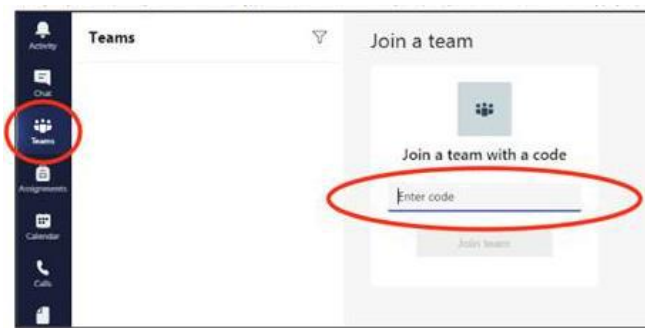 Activity
Chat
Teams
Assignments
Calendar
Calls
Teams
Join a team
Join a team with a code
Enter code
Join team